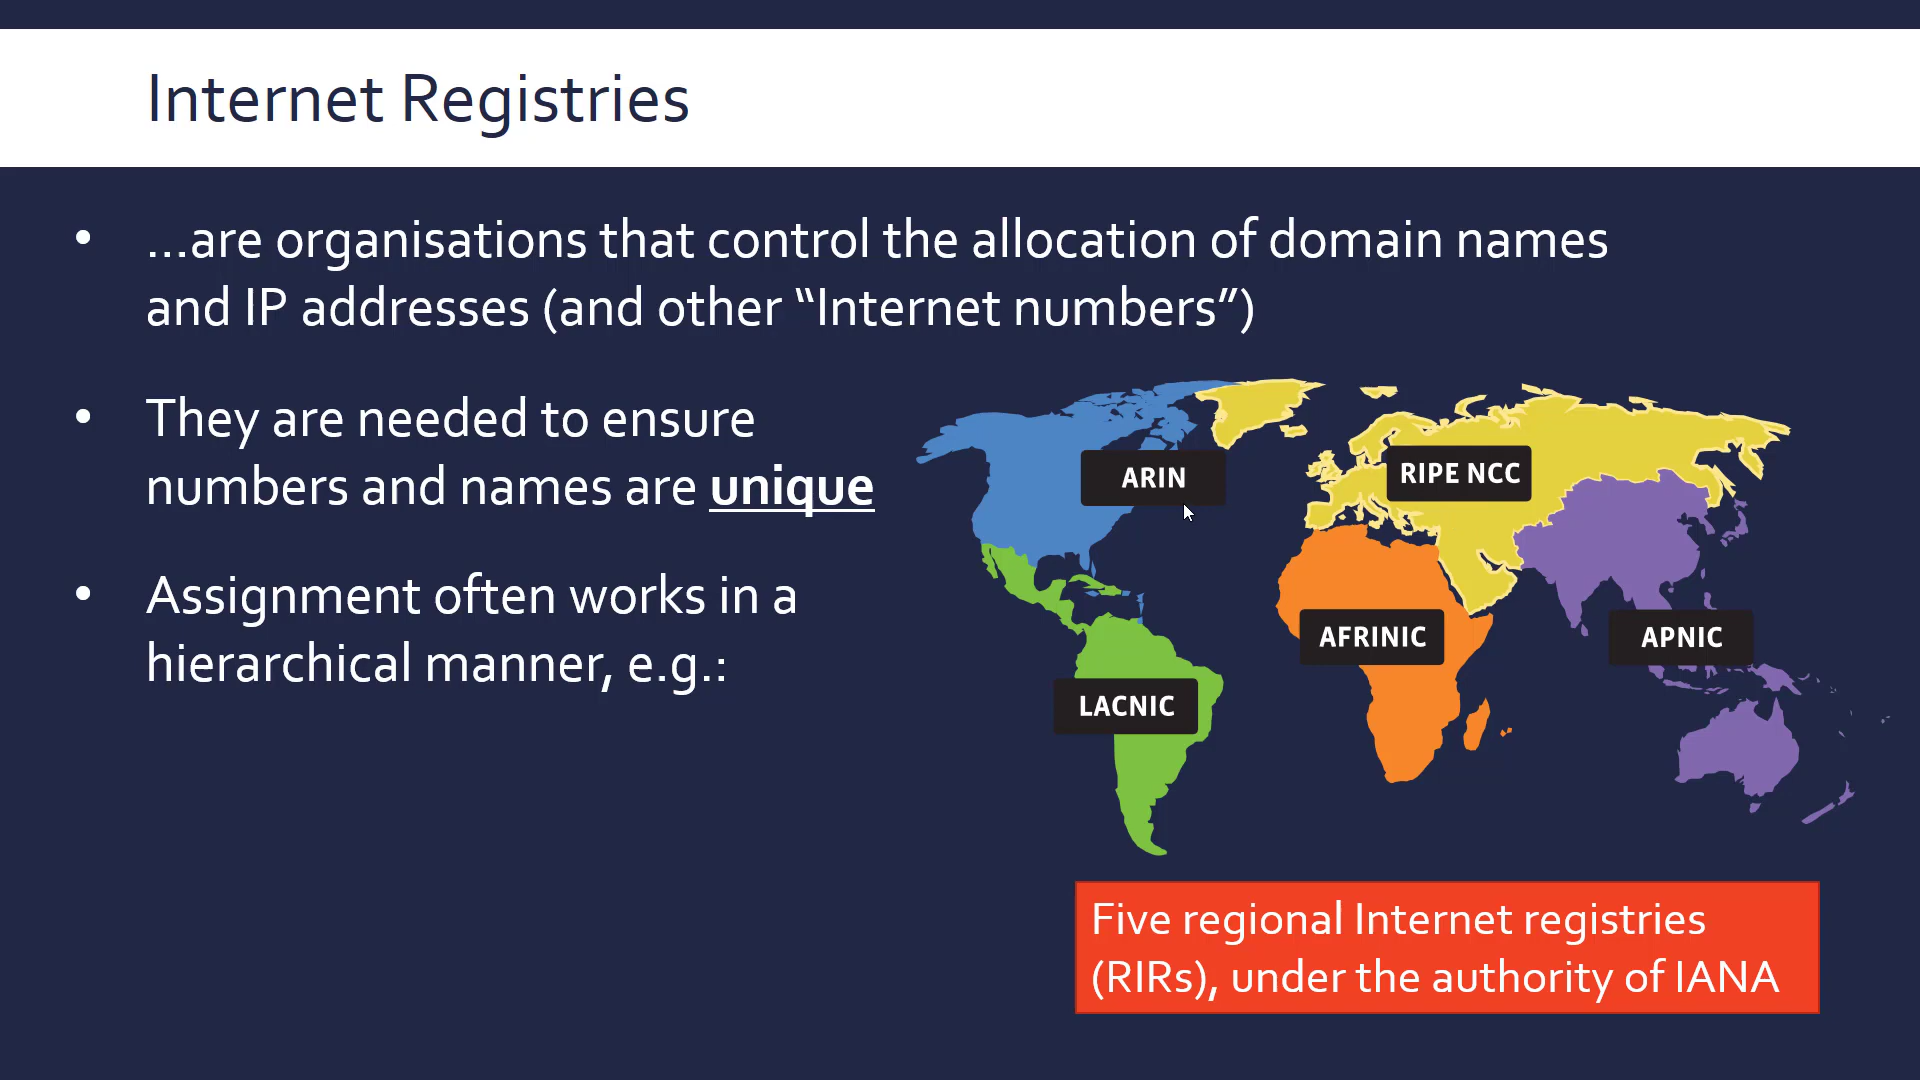 Internet Registries
• …are organisations that control the allocation of domain names
and IP addresses (and other “Internet numbers”)
• They are needed to ensure
numbers and names are unique
• Assignment often works in a
hierarchical manner, e.g.:
ARIN
RIPE NCC
AFRINIC
APNIC
LACNIC
Five regional Internet registries
(RIRs), under the authority of IANA